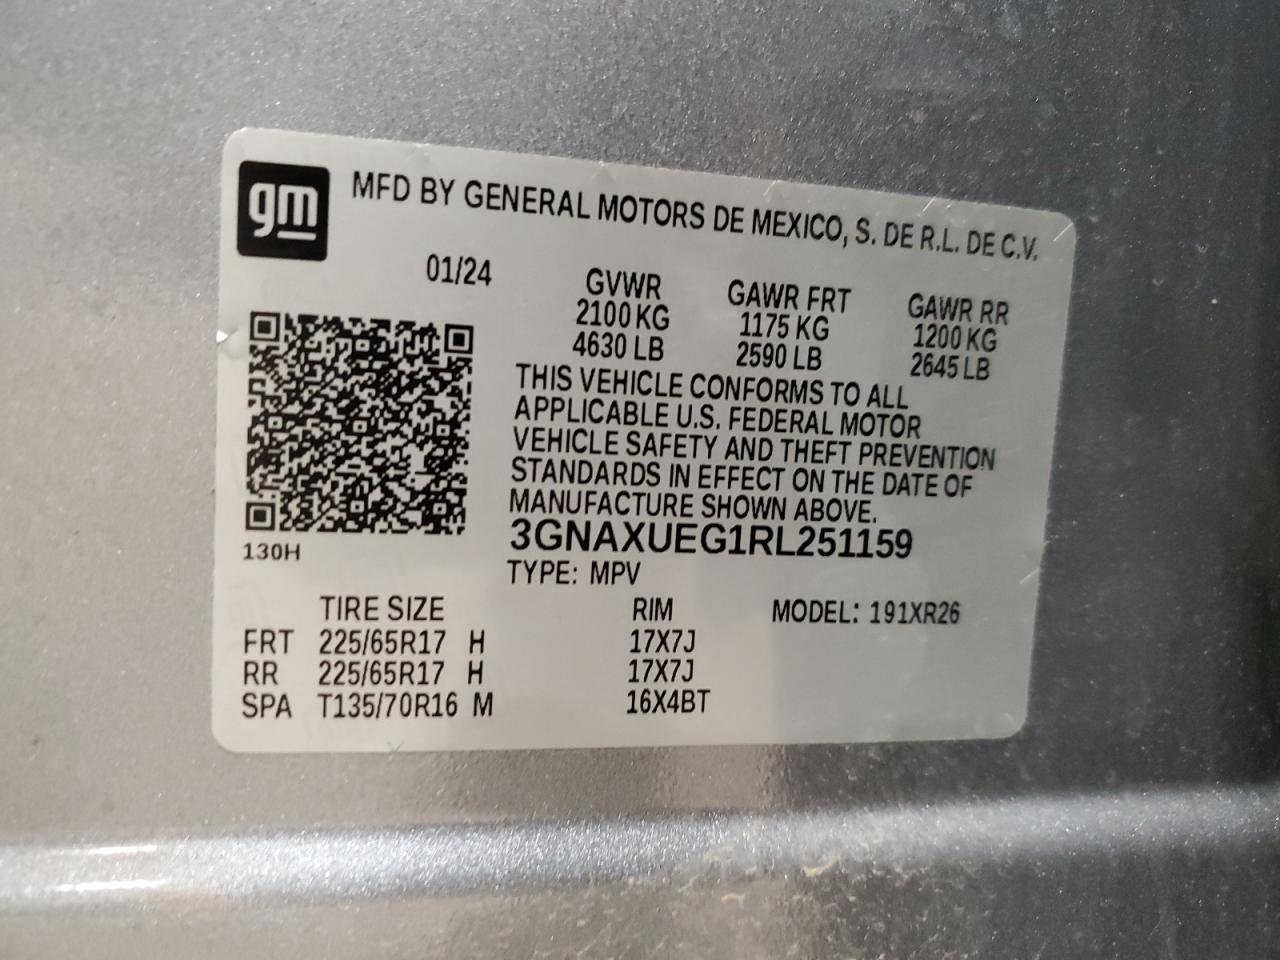 gm
MFD BY GENERAL MOTORS DE MEXICO, S. DE R.L. DE C.V.
01/24
GVWR GAWR FRT GAWR RR
2100 KG 1175 KG 1200 KG
4630 LB 2590 LB 2645 LB
THIS VEHICLE CONFORMS TO ALL
APPLICABLE U.S. FEDERAL MOTOR
VEHICLE SAFETY AND THEFT PREVENTION
STANDARDS IN EFFECT ON THE DATE OF
MANUFACTURE SHOWN ABOVE.
3GNAXUEG1RL251159
130H
TYPE: MPV
TIRE SIZE RIM MODEL: 191XR26
FRT 225/65R17 H 17X7J
RR 225/65R17 H 17X7J
SPA T135/70R16 M 16X4BT